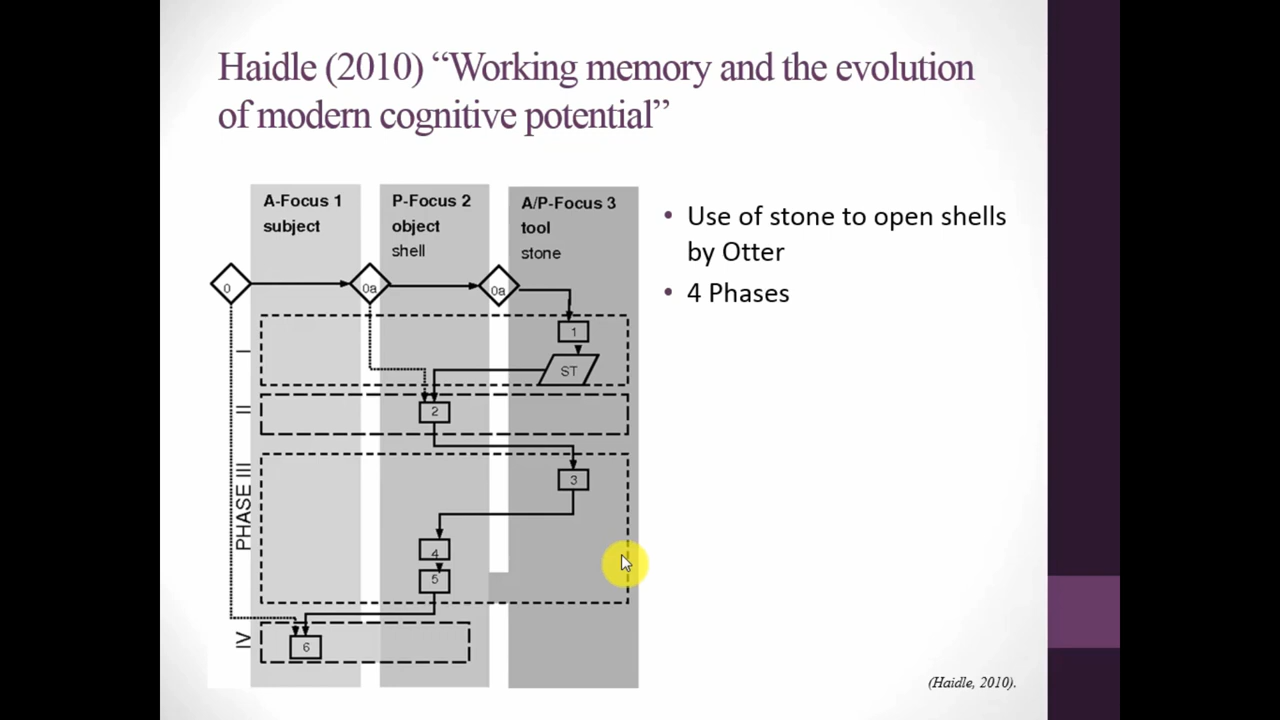 Haidle (2010) “Working memory and the evolution
of modern cognitive potential”
A-Focus 1
subject
P-Focus 2
object
shell
A/P-Focus 3
tool
stone
0
0a
0a
1
ST
2
3
4
5
6
I
II
PHASE III
IV
• Use of stone to open shells
by Otter
• 4 Phases
(Haidle, 2010).